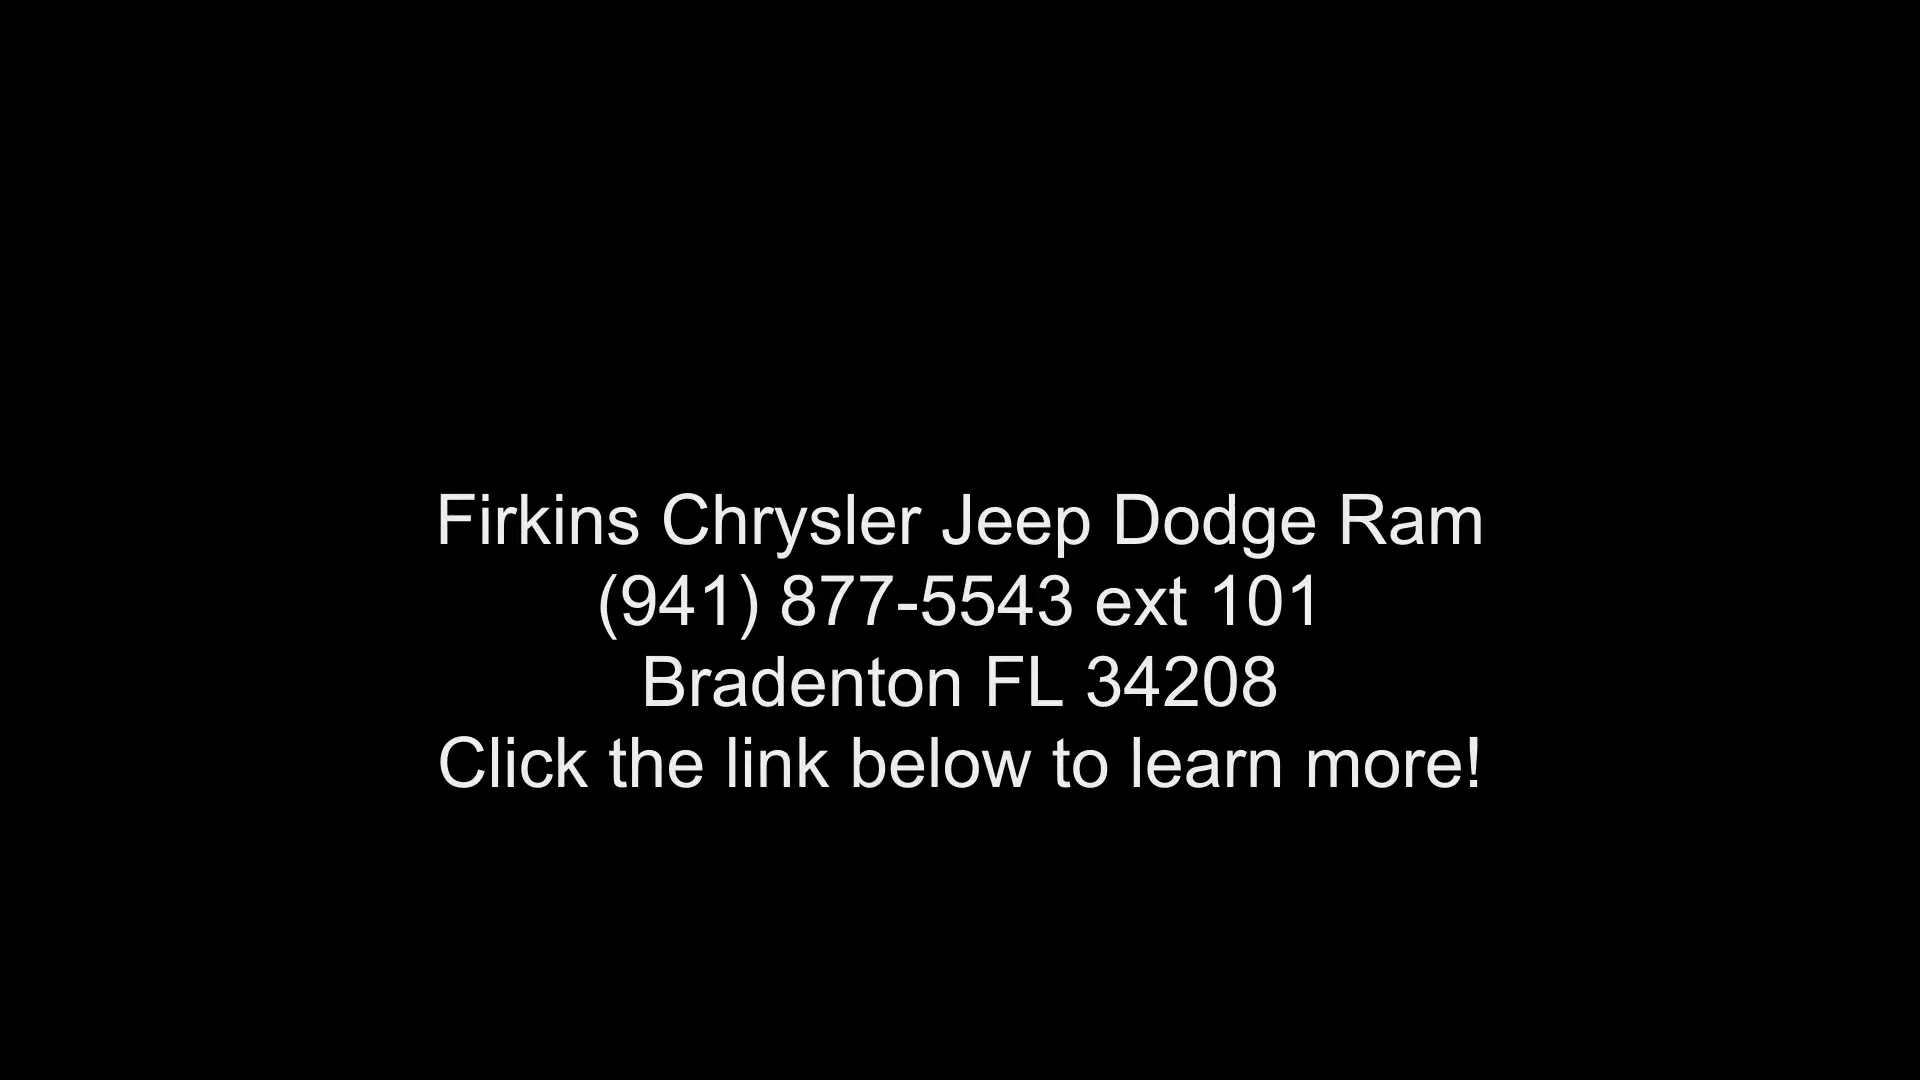 Firkins Chrysler Jeep Dodge Ram
(941) 877-5543 ext 101
Bradenton FL 34208
Click the link below to learn more!